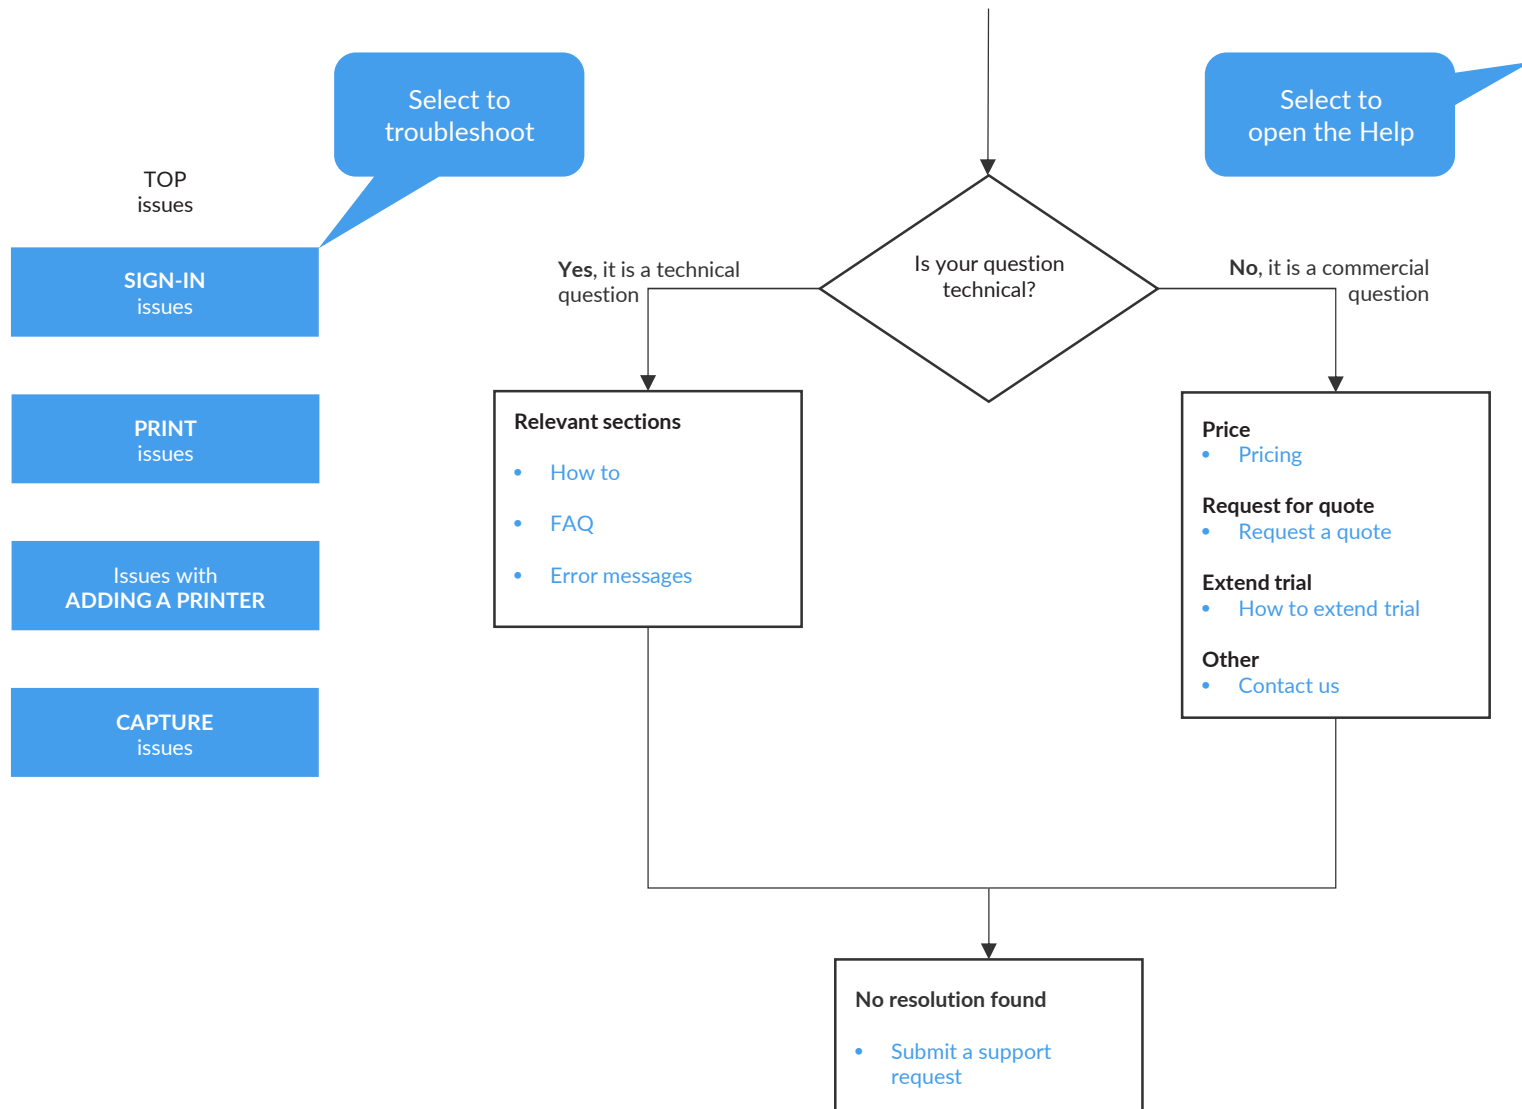 Select to
troubleshoot
Select to
open the Help
TOP
issues
SIGN-IN
issues
PRINT
issues
Issues with
ADDING A PRINTER
CAPTURE
issues
Is your question
technical?
Yes, it is a technical
question
No, it is a commercial
question
Relevant sections
• How to
• FAQ
• Error messages
Price
• Pricing
Request for quote
• Request a quote
Extend trial
• How to extend trial
Other
• Contact us
No resolution found
• Submit a support
request